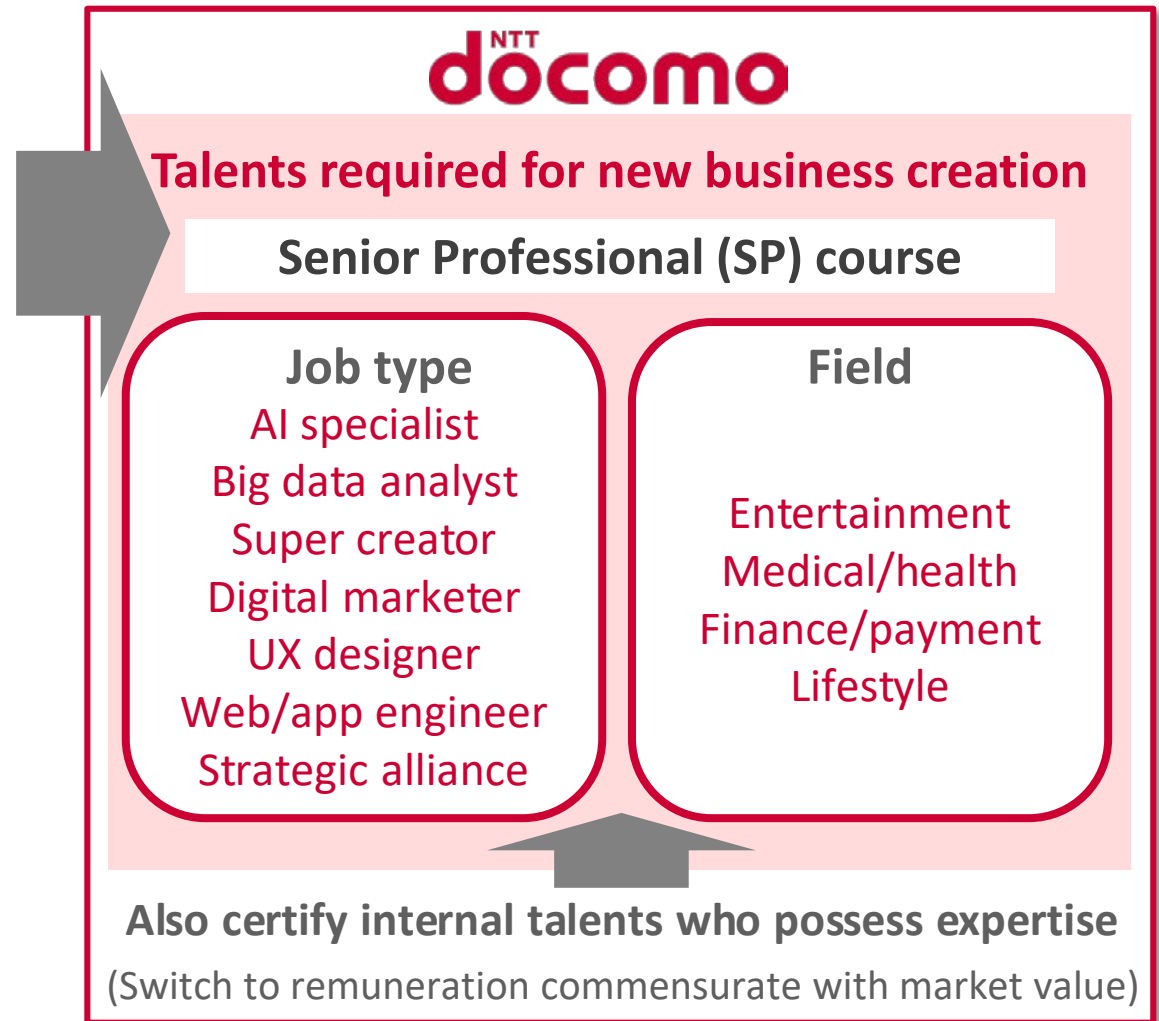 NTT
docomo
Talents required for new business creation
Senior Professional (SP) course
Job type
AI specialist
Big data analyst
Super creator
Digital marketer
UX designer
Web/app engineer
Strategic alliance
Field
Entertainment
Medical/health
Finance/payment
Lifestyle
Also certify internal talents who possess expertise
(Switch to remuneration commensurate with market value)